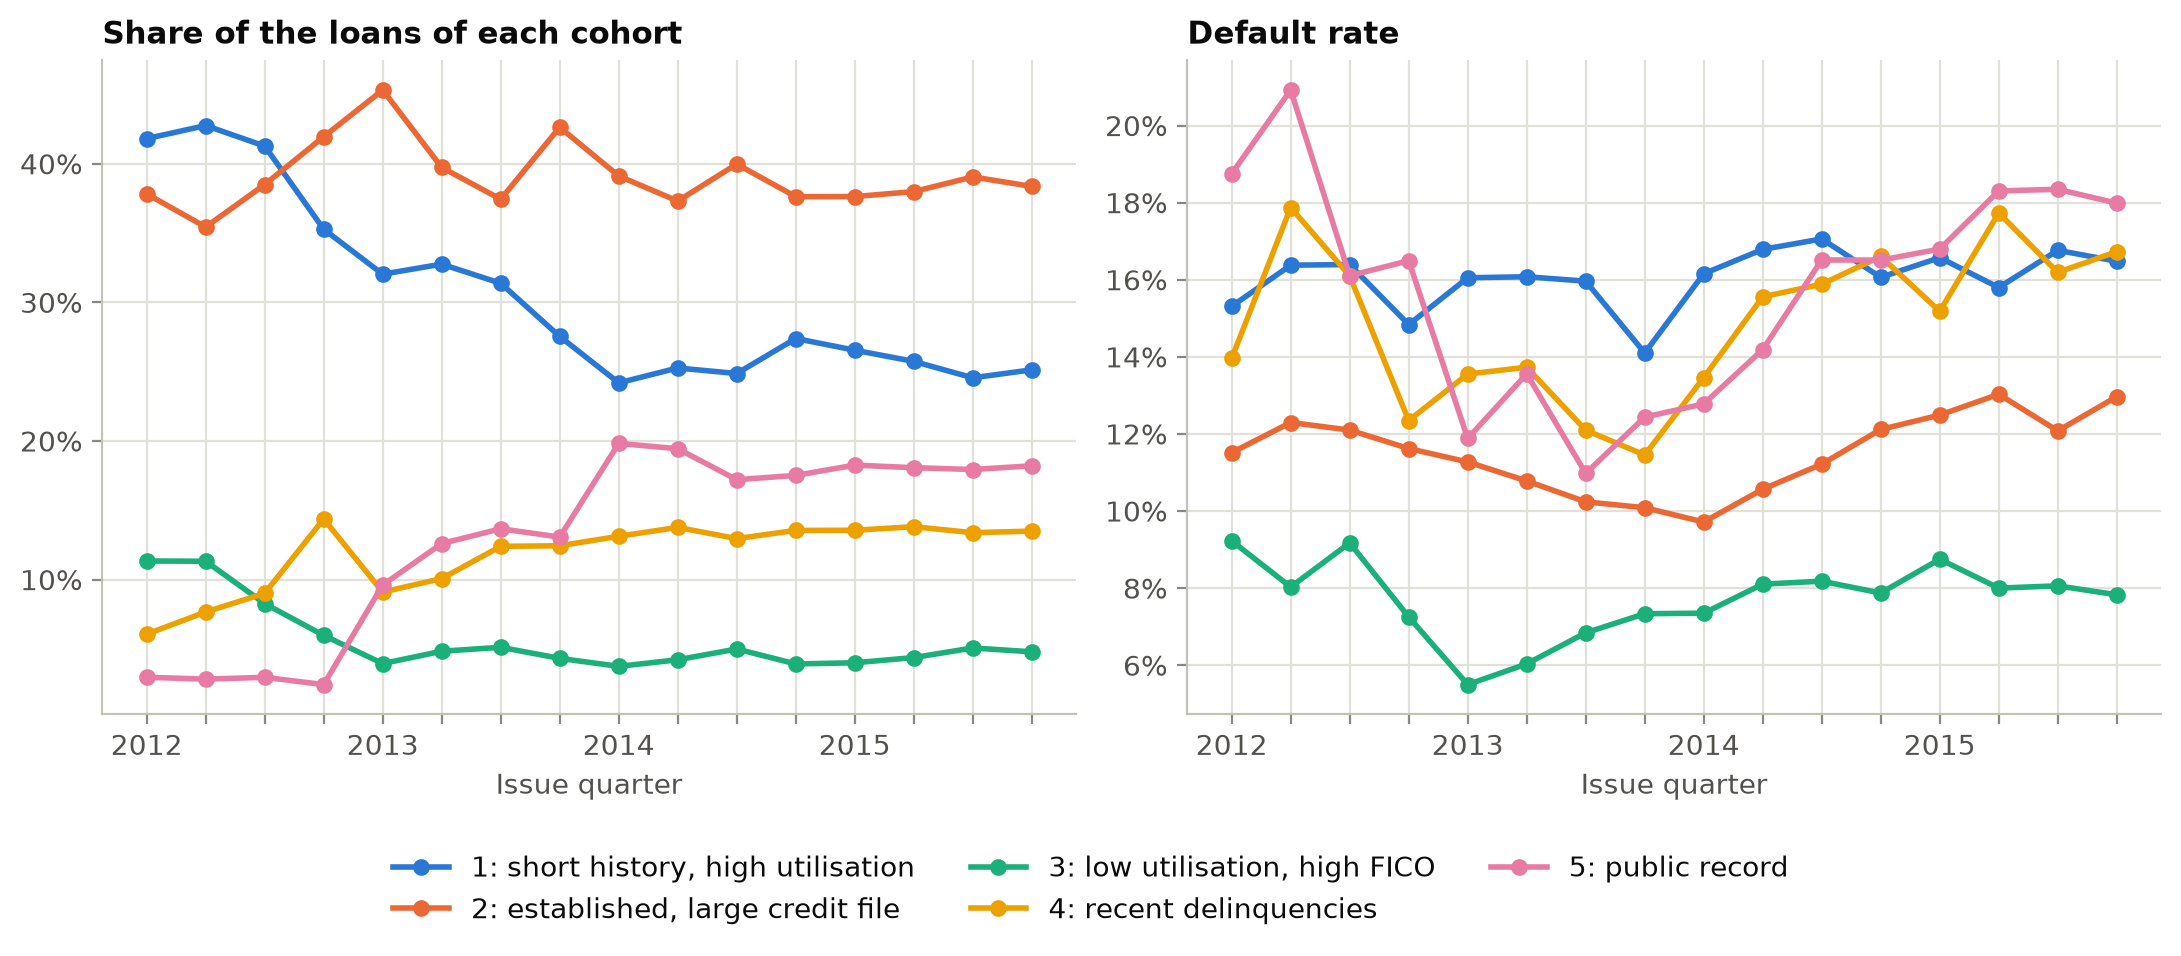 Share of the loans of each cohort
40%
30%
20%
10%
2012 2013 2014 2015
Issue quarter
Default rate
20%
18%
16%
14%
12%
10%
8%
6%
2012 2013 2014 2015
Issue quarter
1: short history, high utilisation
2: established, large credit file
3: low utilisation, high FICO
4: recent delinquencies
5: public record